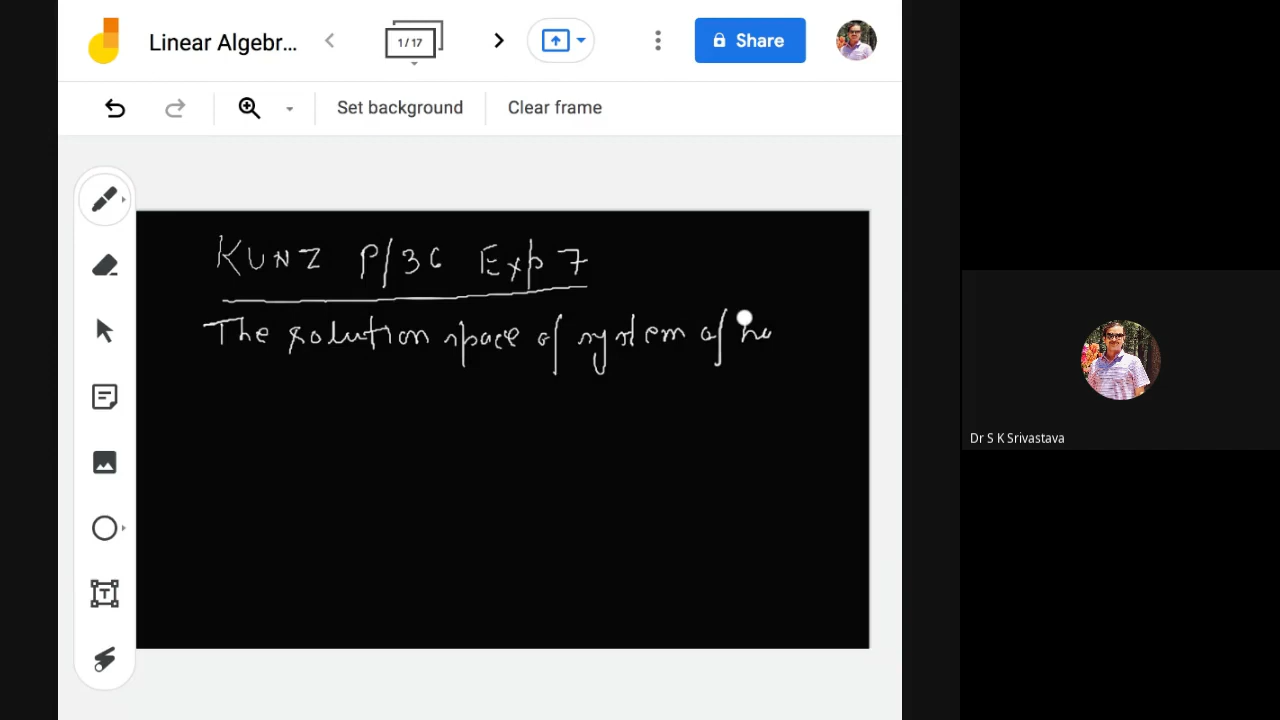 Linear Algebr...
1/17
Share
Set background
Clear frame
KUNZ P/36 Exp 7
The solution space of system of ho
Dr S K Srivastava